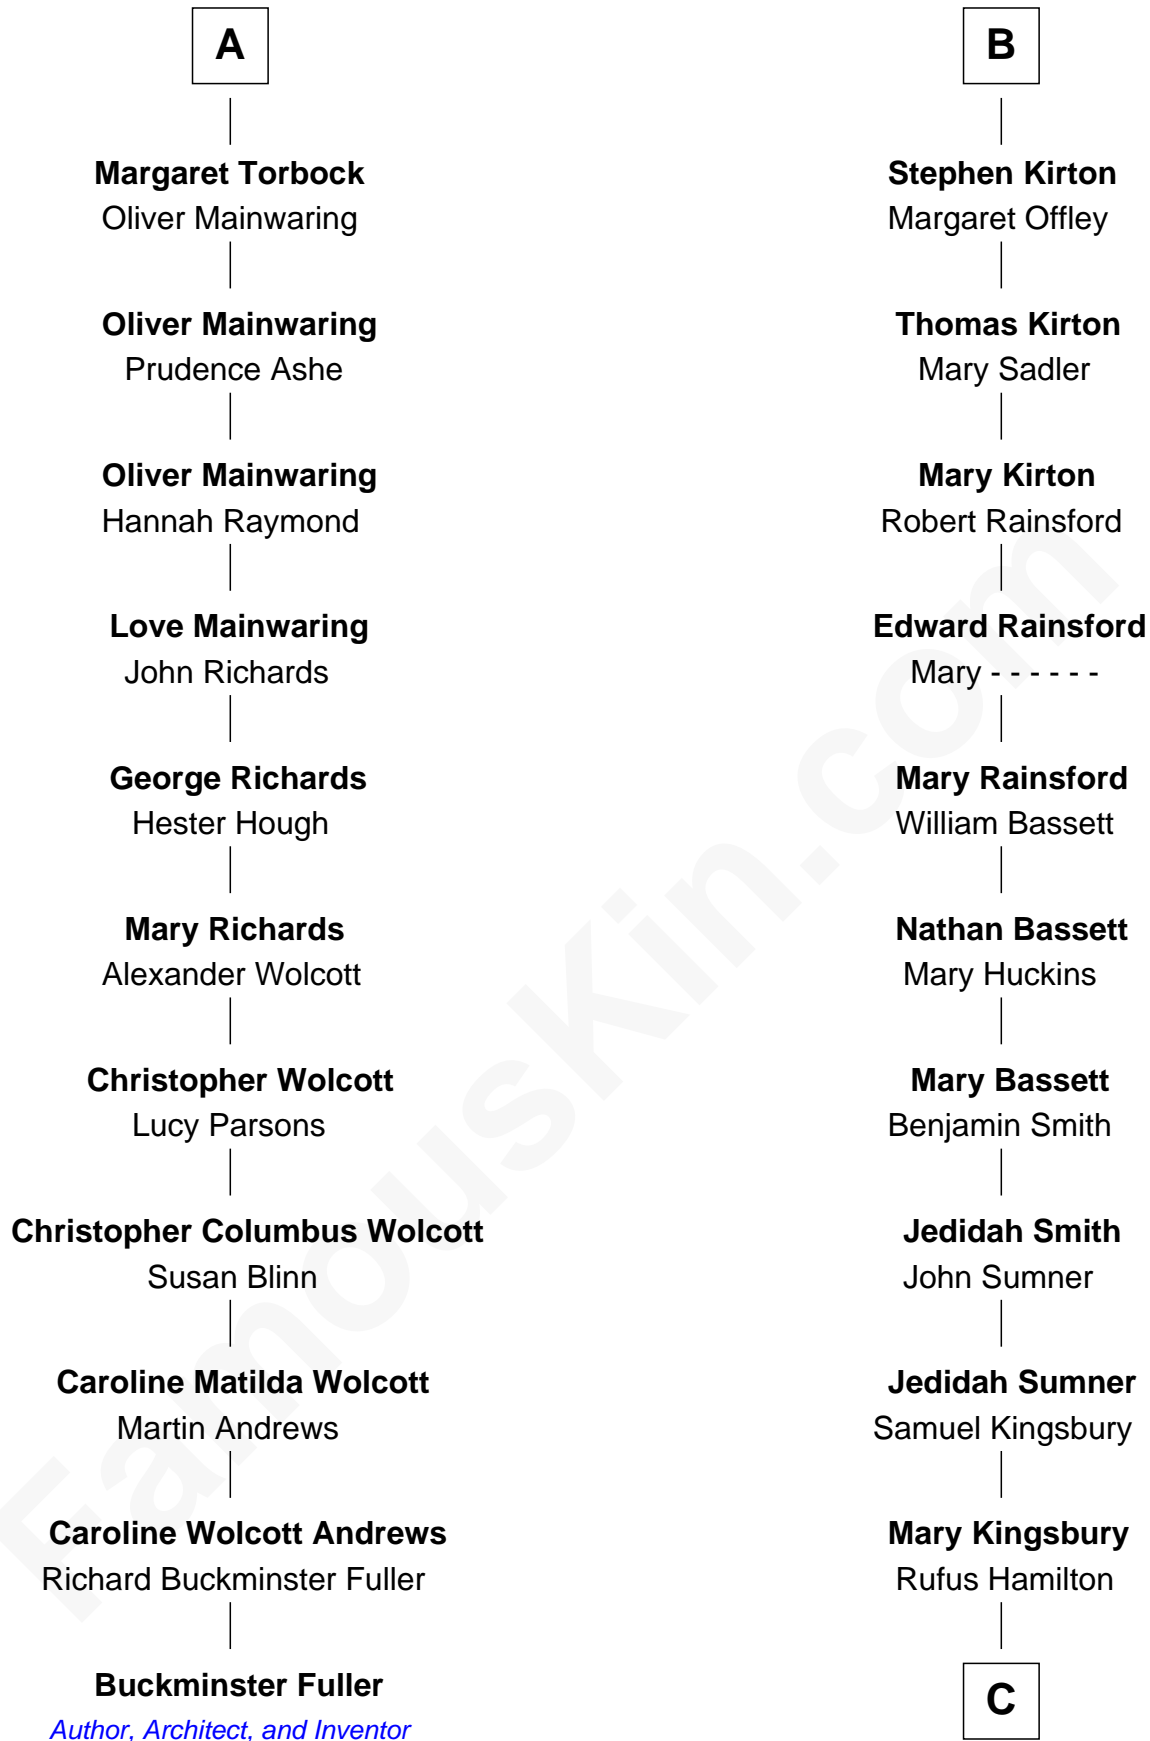 A
Margaret Torbock
Oliver Mainwaring
Oliver Mainwaring
Prudence Ashe
Oliver Mainwaring
Hannah Raymond
Love Mainwaring
John Richards
George Richards
Hester Hough
Mary Richards
Alexander Wolcott
Christopher Wolcott
Lucy Parsons
Christopher Columbus Wolcott
Susan Blinn
Caroline Matilda Wolcott
Martin Andrews
Caroline Wolcott Andrews
Richard Buckminster Fuller
Buckminster Fuller
Author, Architect, and Inventor
B
Stephen Kirton
Margaret Offley
Thomas Kirton
Mary Sadler
Mary Kirton
Robert Rainsford
Edward Rainsford
Mary - - - - - -
Mary Rainsford
William Bassett
Nathan Bassett
Mary Huckins
Mary Bassett
Benjamin Smith
Jedidah Smith
John Sumner
Jedidah Sumner
Samuel Kingsbury
Mary Kingsbury
Rufus Hamilton
C
FamousKin.com